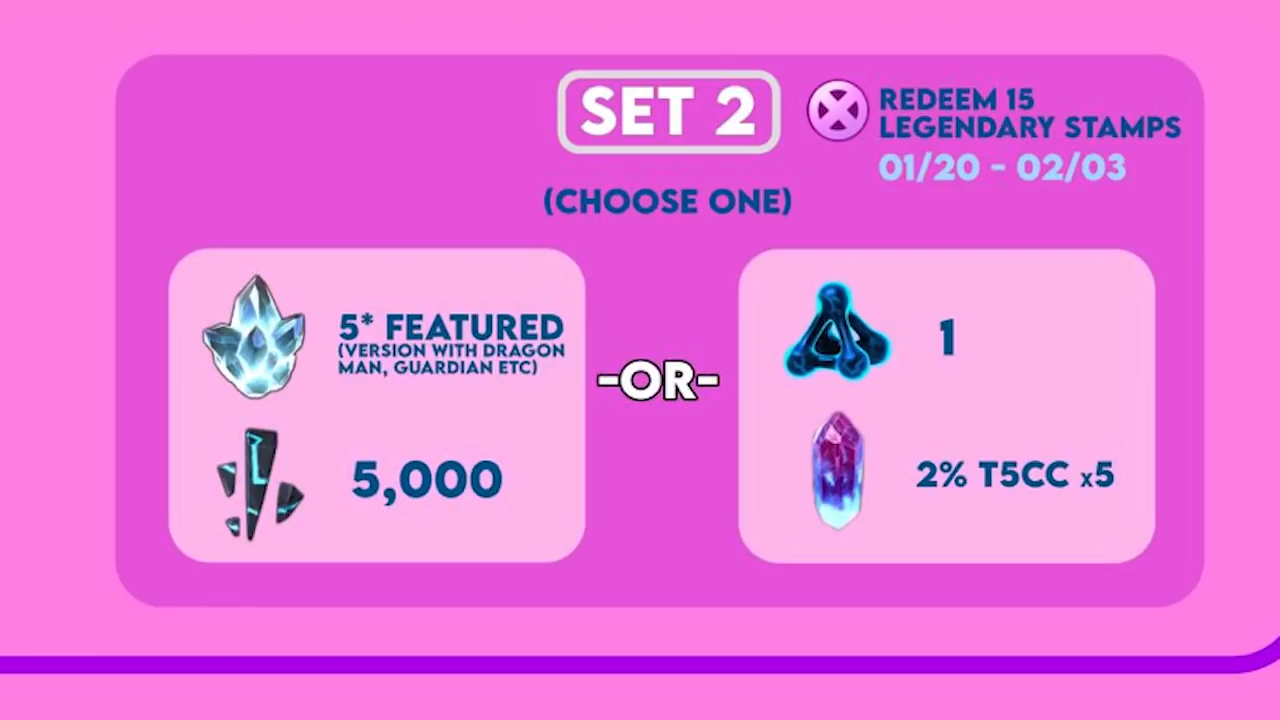 SET 2
REDEEM 15
LEGENDARY STAMPS
01/20 - 02/03
(CHOOSE ONE)
5* FEATURED
(VERSION WITH DRAGON
MAN, GUARDIAN ETC)
5,000
-OR-
1
2% T5CC x5